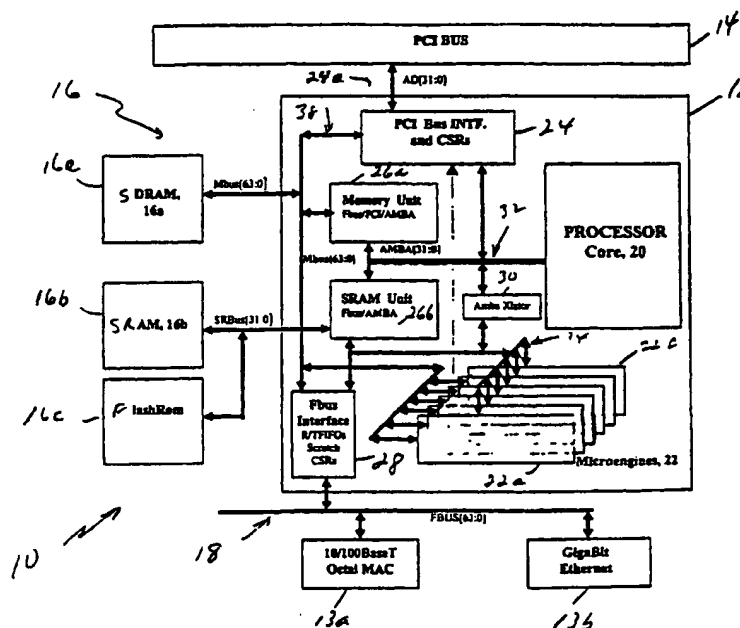 PCI BUS
14
24a
AD[31:0]
16
38
PCI Bus INTF.
and CSRs
24
16a
SDRAM,
16a
Mbus[63:0]
26a
Memory Unit
Fbus/PCI/AMBA
32
PROCESSOR
Core, 20
Mbus[63:0]
AMBA[31:0]
30
16b
SRAM, 16b
SRBus[31:0]
SRAM Unit
Fbus/AMBA
26b
Amba Xlator
16c
FlashRom
Fbus
Interface
R/TFIFOs
Scratch
CSRs
28
22a
Microengines, 22
10
18
FBUS[63:0]
10/100BaseT
Octal MAC
GigaBit
Ethernet
13a
13b